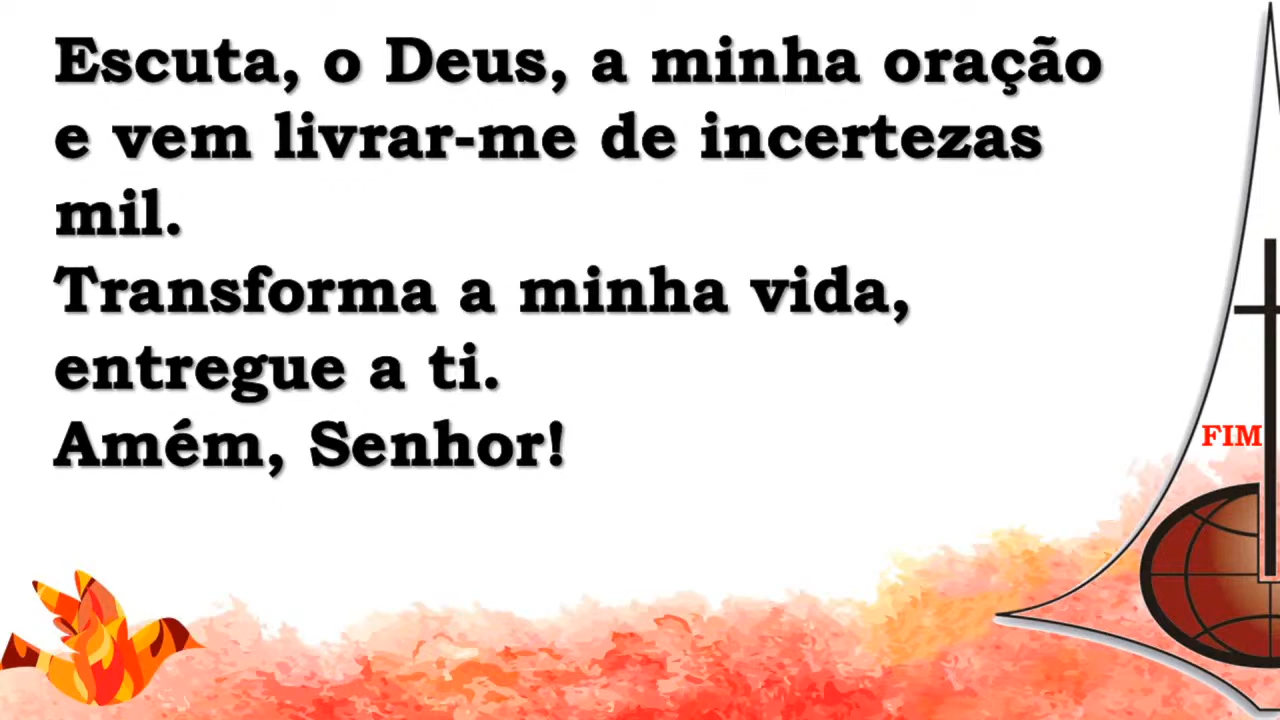 Escuta, o Deus, a minha oração
e vem livrar-me de incertezas
mil.
Transforma a minha vida,
entregue a ti.
Amém, Senhor!
FIM